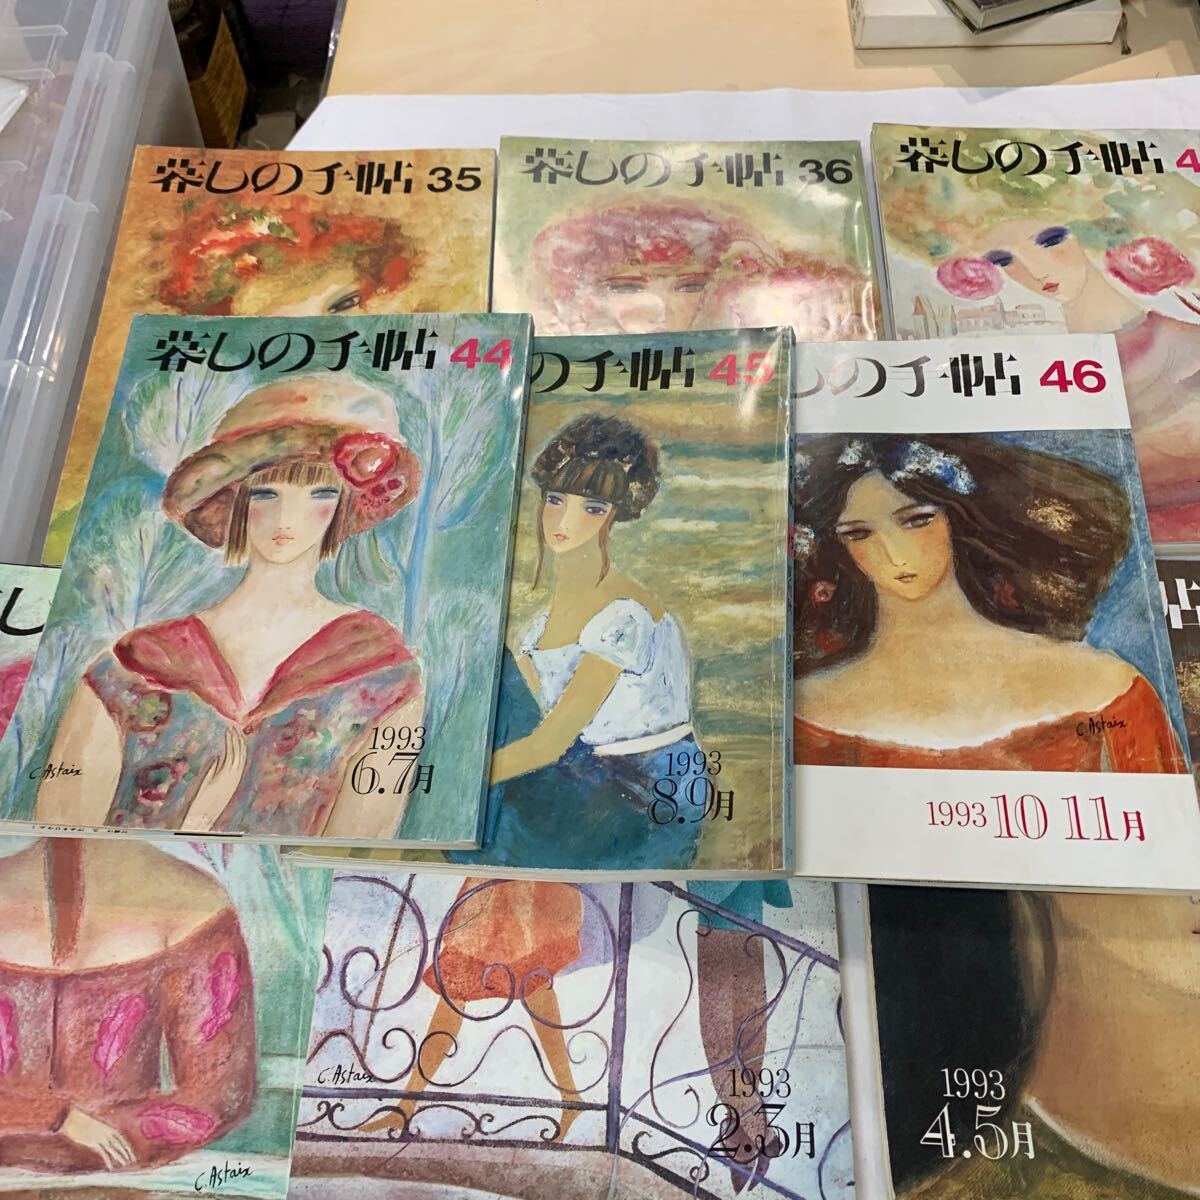 暮しの手帖 35
暮しの手帖 36
暮しの手帖 4
暮しの手帖 44
の手帖 45
しの手帖 46
し
帖
C. Astaix
1993
6.7月
1993
8.9月
C. Astaix
1993 10 11月
C. Astaix
C. Astaix
1993
2.3月
1993
4.5月